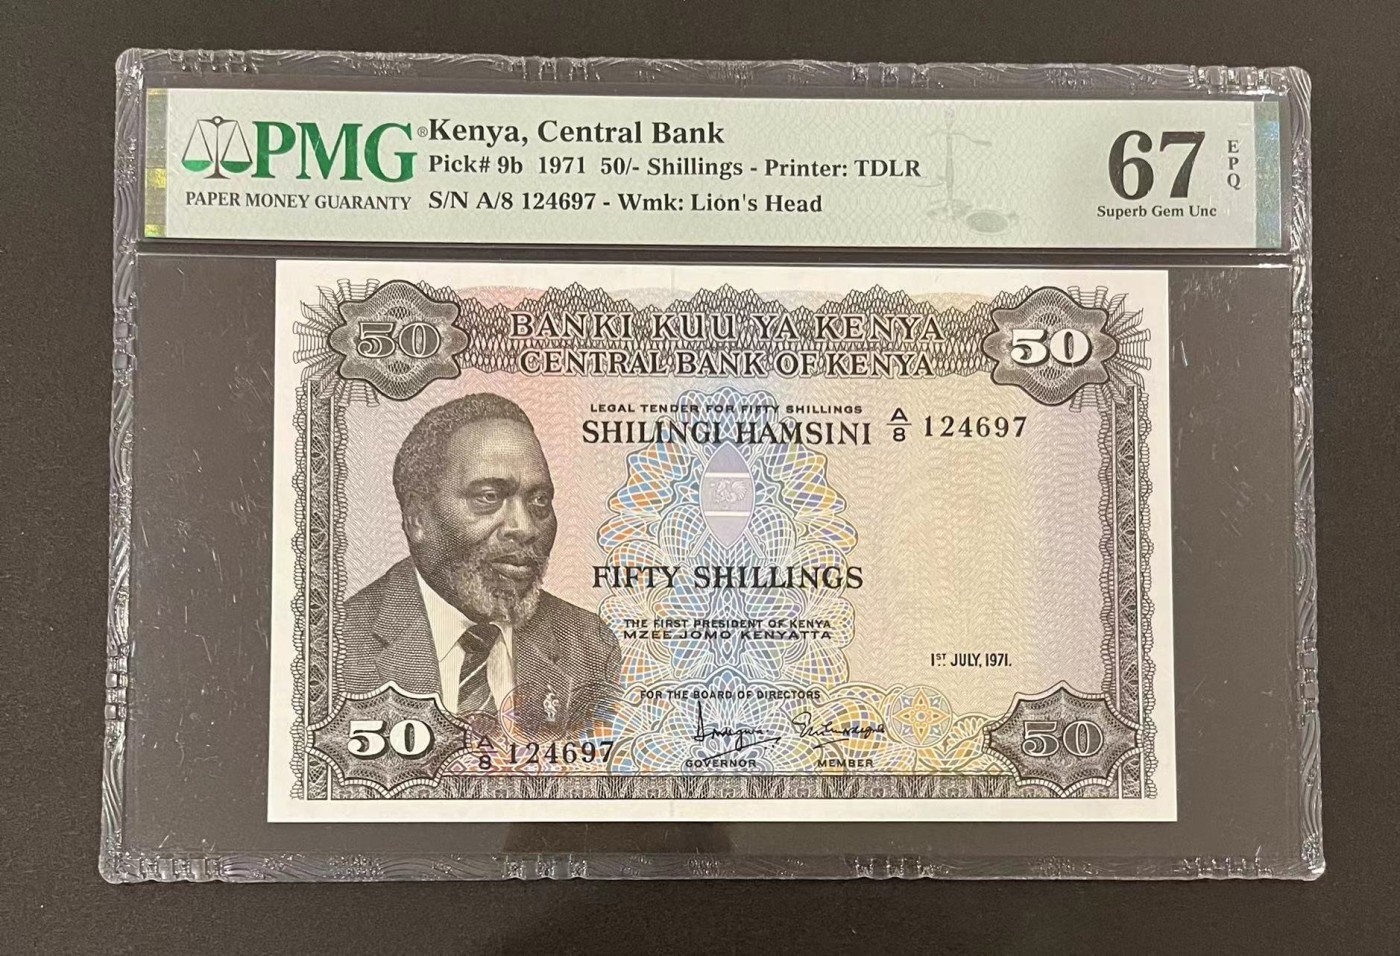 PMG®
PAPER MONEY GUARANTY
Kenya, Central Bank
Pick# 9b 1971 50/- Shillings - Printer: TDLR
S/N A/8 124697 - Wmk: Lion's Head
67
EPQ
Superb Gem Unc
50
BANKI KUU YA KENYA
50
CENTRAL BANK OF KENYA
LEGAL TENDER FOR FIFTY SHILLINGS
SHILINGI HAMSINI A/8 124697
FIFTY SHILLINGS
THE FIRST PRESIDENT OF KENYA
MZEE JOMO KENYATTA
1ST JULY, 1971.
FOR THE BOARD OF DIRECTORS
50
A/8 124697
GOVERNOR MEMBER
50